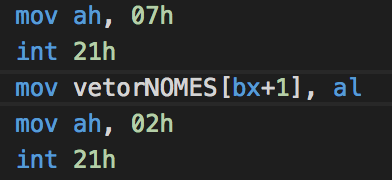 mov ah, 07h
int 21h
mov vetorNOMES[bx+1], al
mov ah, 02h
int 21h